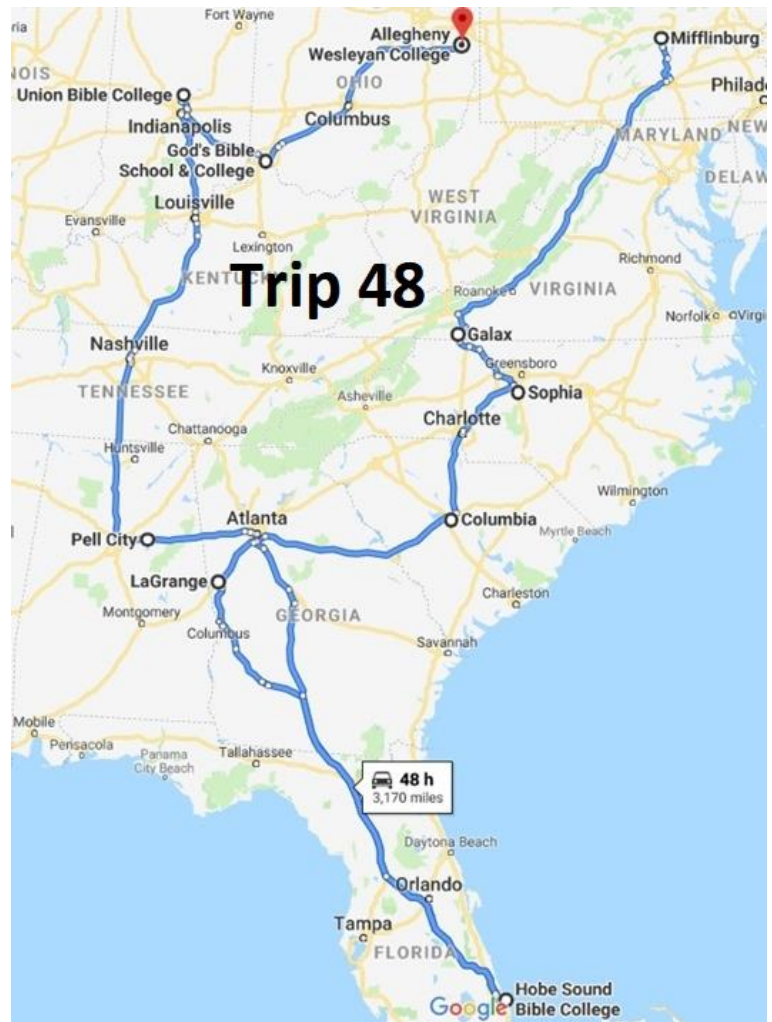 Fort Wayne
Allegheny
Wesleyan College
Mifflinburg
NOIS
OHIO
Union Bible College
Columbus
Philad
Indianapolis
God's Bible
School & College
MARYLAND
NEW
Louisville
WEST
VIRGINIA
DELAW
Evansville
Lexington
KENTUCK
Trip 48
Richmond
Roanoke
VIRGINIA
Norfolk
Virgi
Galax
Nashville
Greensboro
Knoxville
Sophia
TENNESSEE
Asheville
Charlotte
Chattanooga
Huntsville
Wilmington
Atlanta
Columbia
Pell City
Myrtle Beach
LaGrange
Charleston
Montgomery
GEORGIA
Columbus
Savannah
Mobile
Pensacola
Panama
City Beach
Tallahassee
48 h
3,170 miles
Daytona Beach
Orlando
Tampa
FLORIDA
Hobe Sound
Bible College
Google